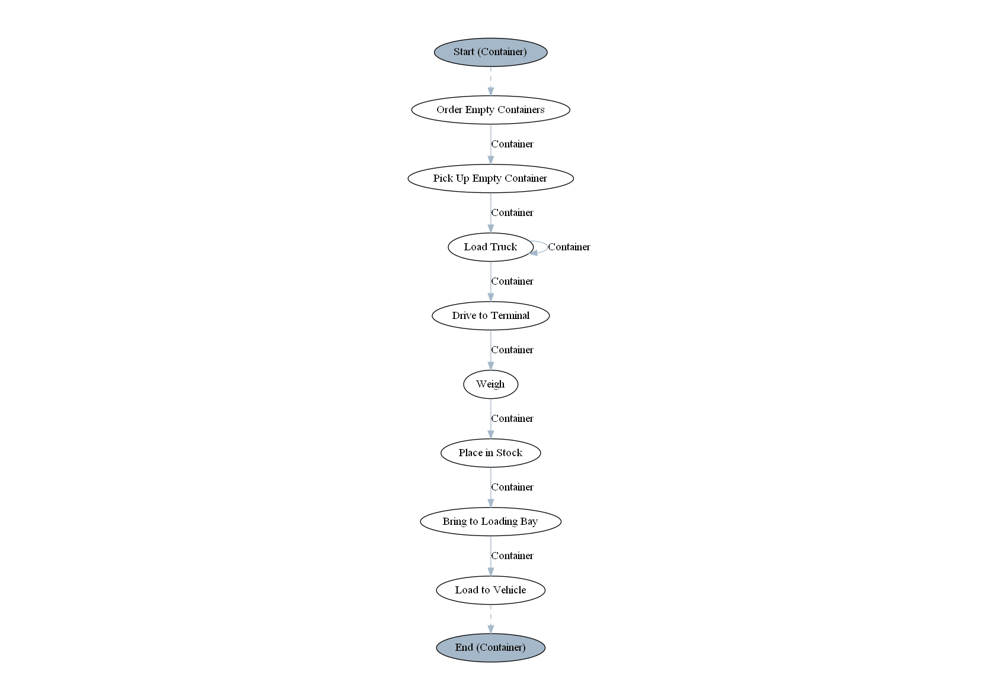 Start (Container)
Order Empty Containers
Container
Pick Up Empty Container
Container
Load Truck
Container
Container
Drive to Terminal
Container
Weigh
Container
Place in Stock
Container
Bring to Loading Bay
Container
Load to Vehicle
End (Container)